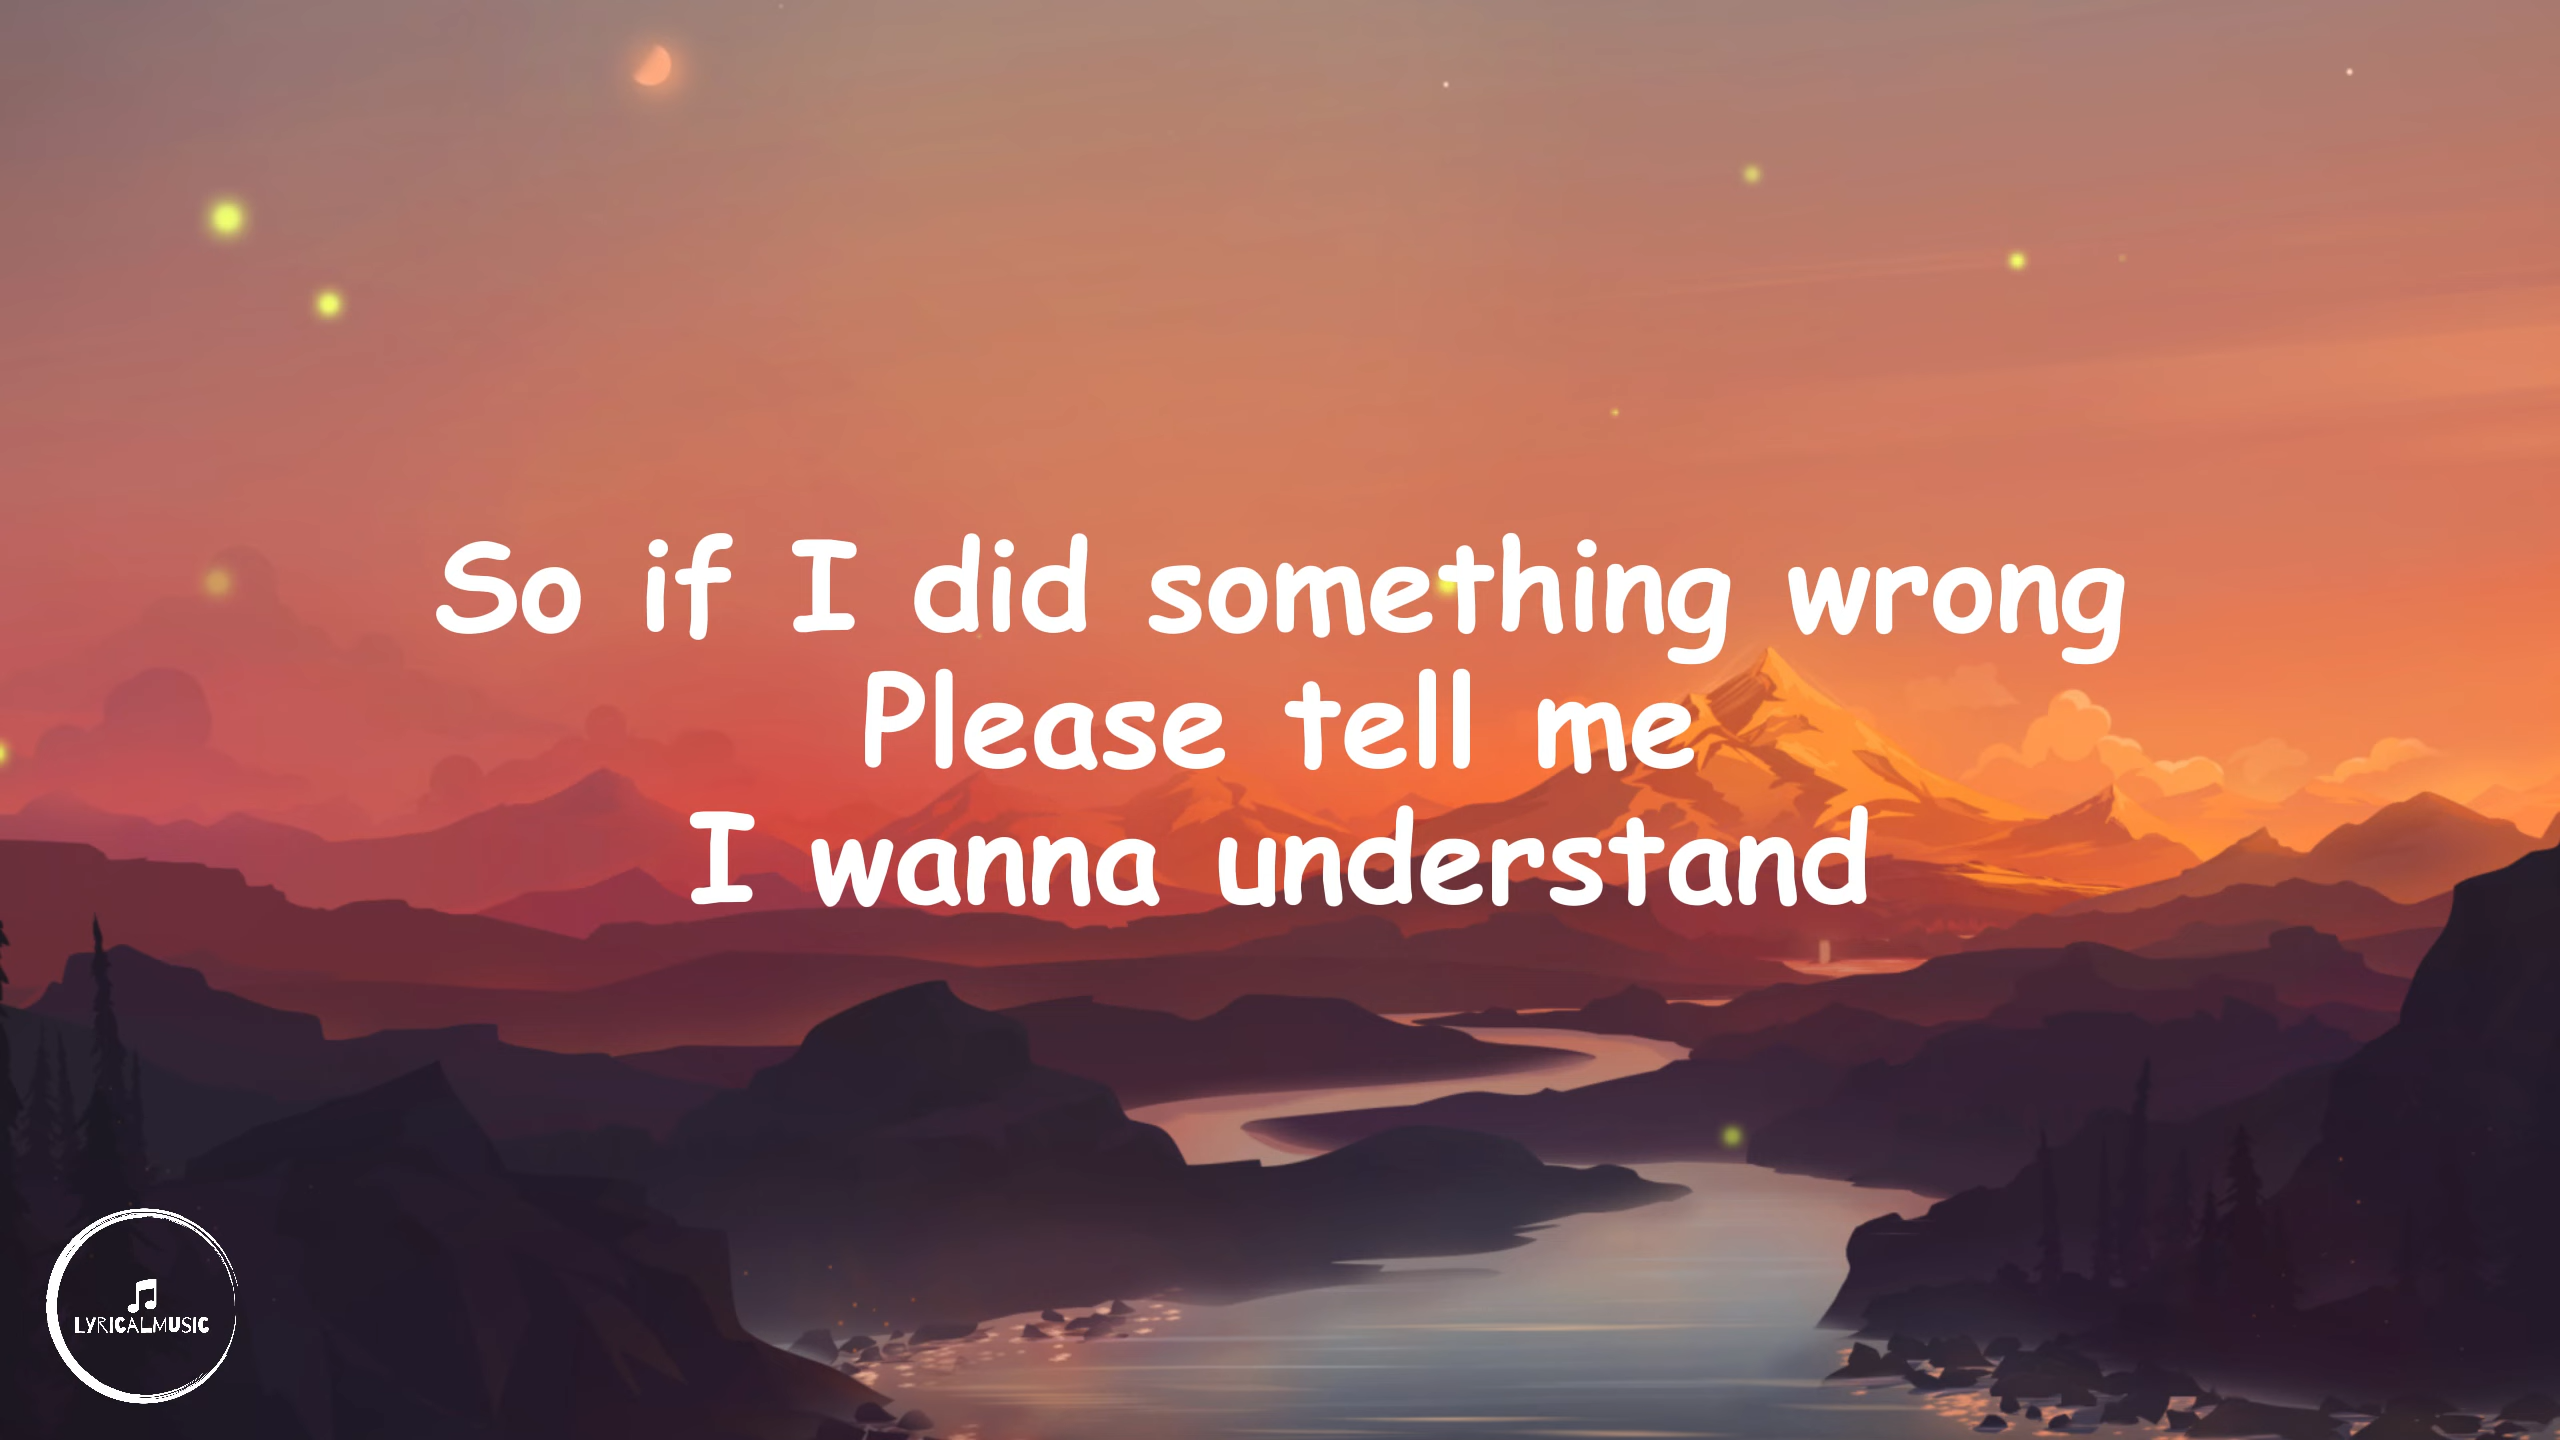 So if I did something wrong
Please tell me
I wanna understand
LYRICALMUSIC